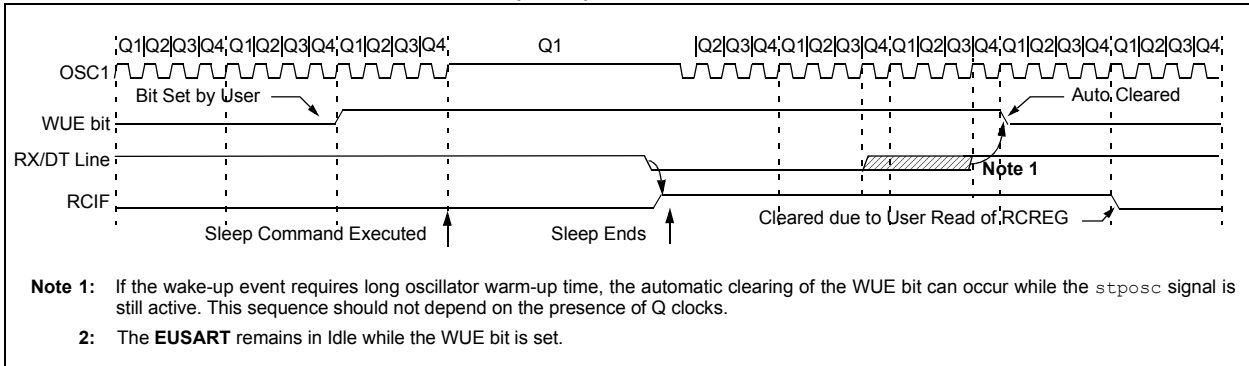 Q1|Q2|Q3|Q4 Q1|Q2|Q3|Q4 Q1|Q2|Q3|Q4 Q1 |Q2|Q3|Q4 Q1|Q2|Q3|Q4 Q1|Q2|Q3|Q4 Q1|Q2|Q3|Q4 Q1|Q2|Q3|Q4
OSC1
Bit Set by User
Auto Cleared
WUE bit
RX/DT Line
Note 1
RCIF
Cleared due to User Read of RCREG
Sleep Command Executed
Sleep Ends
Note 1: If the wake-up event requires long oscillator warm-up time, the automatic clearing of the WUE bit can occur while the stposc signal is
still active. This sequence should not depend on the presence of Q clocks.
2: The EUSART remains in Idle while the WUE bit is set.